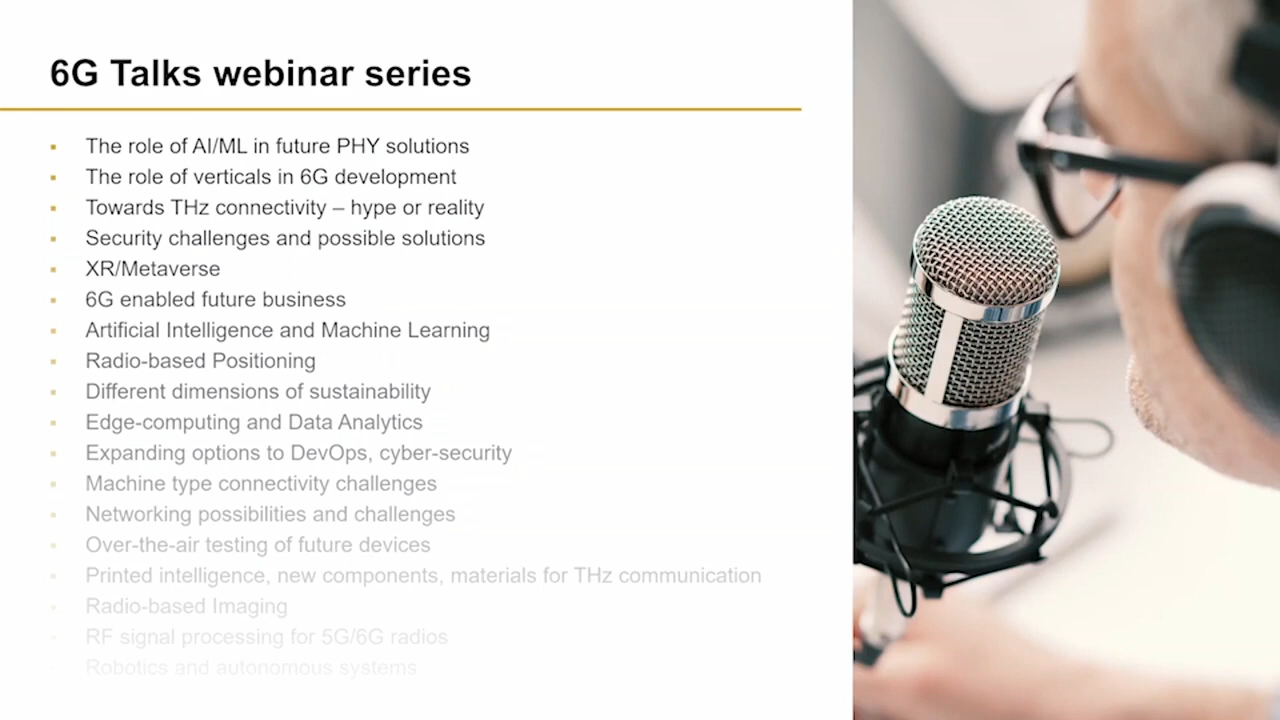 6G Talks webinar series
The role of AI/ML in future PHY solutions
The role of verticals in 6G development
Towards THz connectivity – hype or reality
Security challenges and possible solutions
XR/Metaverse
6G enabled future business
Artificial Intelligence and Machine Learning
Radio-based Positioning
Different dimensions of sustainability
Edge-computing and Data Analytics
Expanding options to DevOps, cyber-security
Machine type connectivity challenges
Networking possibilities and challenges
Over-the-air testing of future devices
Printed intelligence, new components, materials for THz communication
Radio-based Imaging
RF signal processing for 5G/6G radios
Robotics and autonomous systems